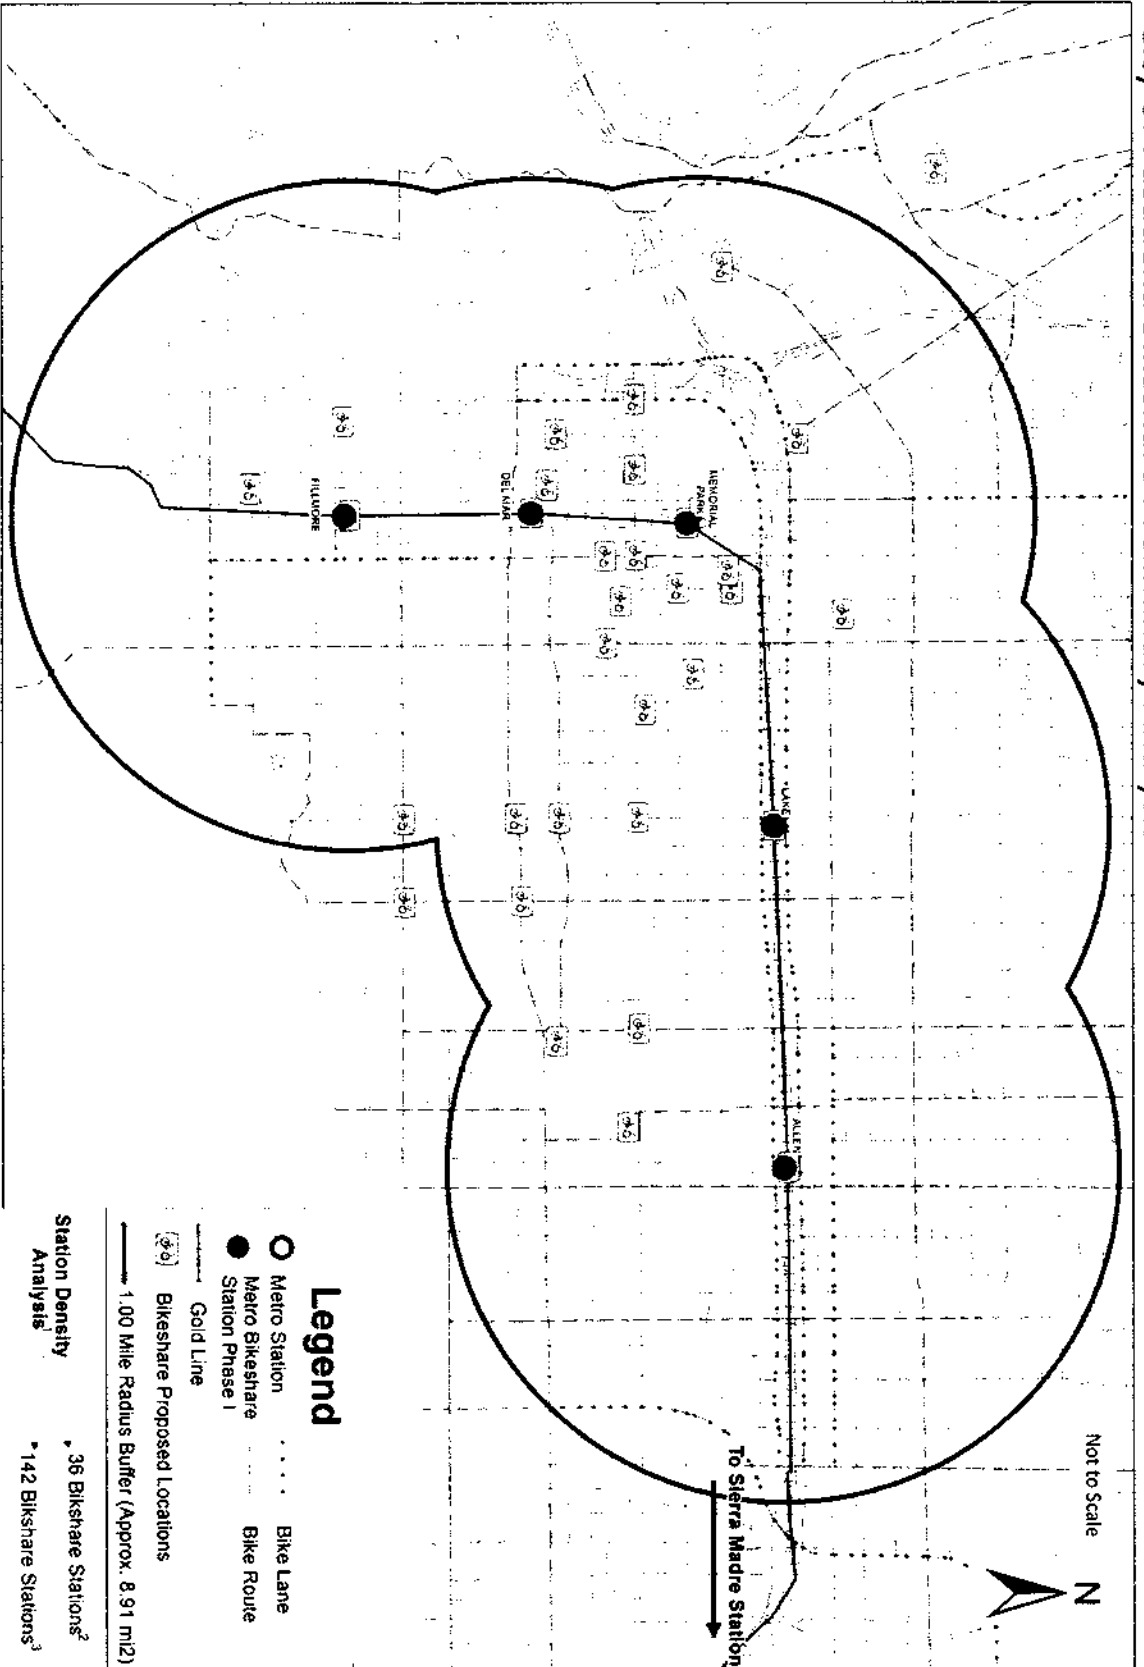 Not to Scale
N
MEMORIAL
PARK
LAKE
ALLEN
DEL MAR
FILLMORE
To Sierra Madre Station
Legend
Metro Station
Metro Bikeshare
Station Phase I
Gold Line
Bikeshare Proposed Locations
1.00 Mile Radius Buffer (Approx. 8.91 mi2)
Bike Lane
Bike Route
Station Density
Analysis1
36 Bikshare Stations2
142 Bikshare Stations3